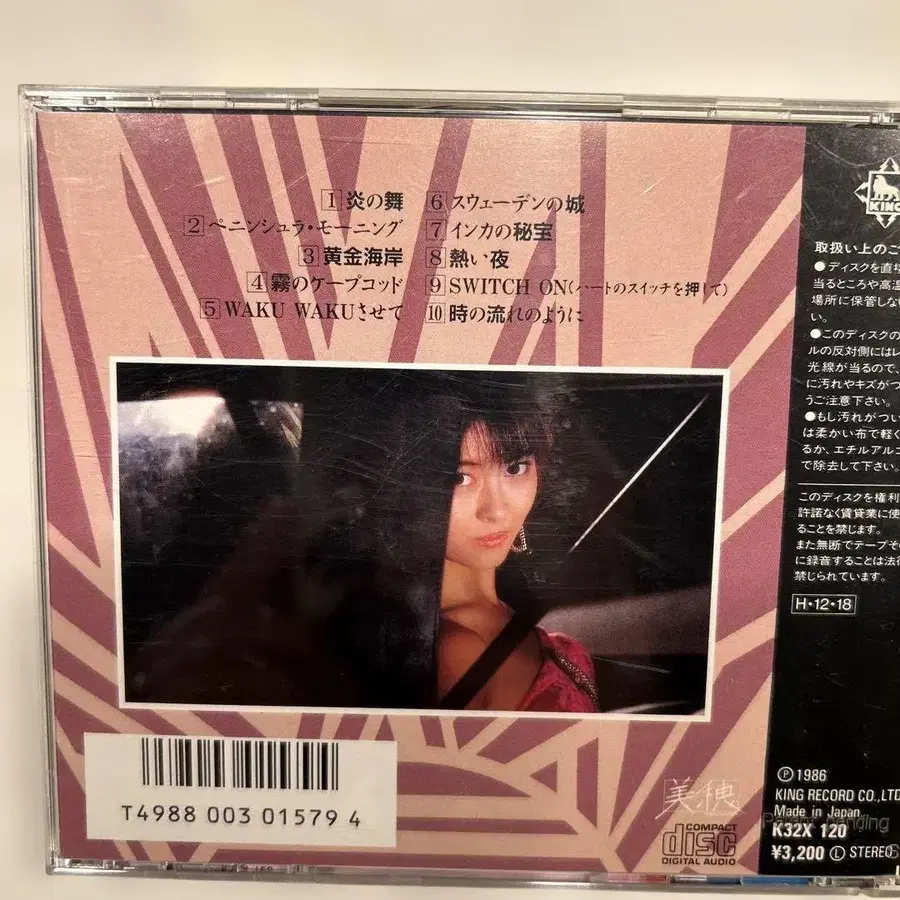 1 炎の舞
2 ペニンシュラ・モーニング
3 黄金海岸
4 霧のケープコッド
5 WAKU WAKUさせて
6 スウェーデンの城
7 インカの秘宝
8 熱い夜
9 SWITCH ON(ハートのスイッチを押して)
10 時の流れのように
KING
取扱い上のご
●ディスクを直射
当るところや高温
場所に保管しな
い。
●このディスクの
ルの反対側にはレ
光線が当るので、
に汚れやキズがつ
うご注意下さい。
●もし汚れがつい
は柔かい布で軽く
るか、エチルアルコ
で除去して下さい。
このディスクを権利
許諾なく賃貸業に使
ることを禁じます。
また無断でテープその
に録音することは法律
禁じられています。
H・12・18
T4988 003 01579 4
美穂
COMPACT
disc
DIGITAL AUDIO
Ⓟ1986
KING RECORD CO.,LTD
Made in Japan
Patent pending
K32X 120
¥3,200 Ⓛ STEREO